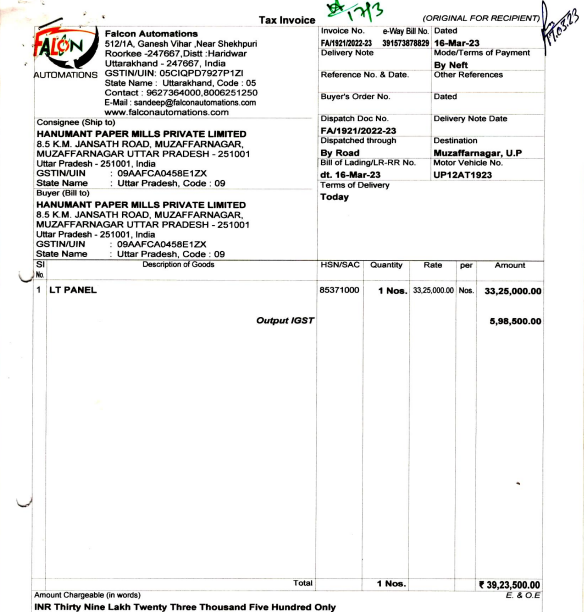 Tax Invoice
(ORIGINAL FOR RECIPIENT)
17/3
17.03.23
FALCON
AUTOMATIONS
Falcon Automations
512/1A, Ganesh Vihar ,Near Shekhpuri
Roorkee -247667,Distt :Haridwar
Uttarakhand - 247667, India
GSTIN/UIN: 05CIQPD7927P1ZI
State Name : Uttarakhand, Code : 05
Contact : 9627364000,8006251250
E-Mail : sandeep@falconautomations.com
www.falconautomations.com
Invoice No. e-Way Bill No. Dated
FA/1921/2022-23 391573878829 16-Mar-23
Delivery Note Mode/Terms of Payment
By Neft
Reference No. & Date. Other References
Buyer's Order No. Dated
Dispatch Doc No. Delivery Note Date
FA/1921/2022-23
Dispatched through Destination
By Road Muzaffarnagar, U.P
Bill of Lading/LR-RR No. Motor Vehicle No.
dt. 16-Mar-23 UP12AT1923
Terms of Delivery
Today
Consignee (Ship to)
HANUMANT PAPER MILLS PRIVATE LIMITED
8.5 K.M. JANSATH ROAD, MUZAFFARNAGAR,
MUZAFFARNAGAR UTTAR PRADESH - 251001
Uttar Pradesh - 251001, India
GSTIN/UIN : 09AAFCA0458E1ZX
State Name : Uttar Pradesh, Code : 09
Buyer (Bill to)
HANUMANT PAPER MILLS PRIVATE LIMITED
8.5 K.M. JANSATH ROAD, MUZAFFARNAGAR,
MUZAFFARNAGAR UTTAR PRADESH - 251001
Uttar Pradesh - 251001, India
GSTIN/UIN : 09AAFCA0458E1ZX
State Name : Uttar Pradesh, Code : 09
Sl No. Description of Goods HSN/SAC Quantity Rate per Amount
1 LT PANEL 85371000 1 Nos. 33,25,000.00 Nos. 33,25,000.00
Output IGST 5,98,500.00
Total 1 Nos. ₹ 39,23,500.00
Amount Chargeable (in words) E. & O.E
INR Thirty Nine Lakh Twenty Three Thousand Five Hundred Only